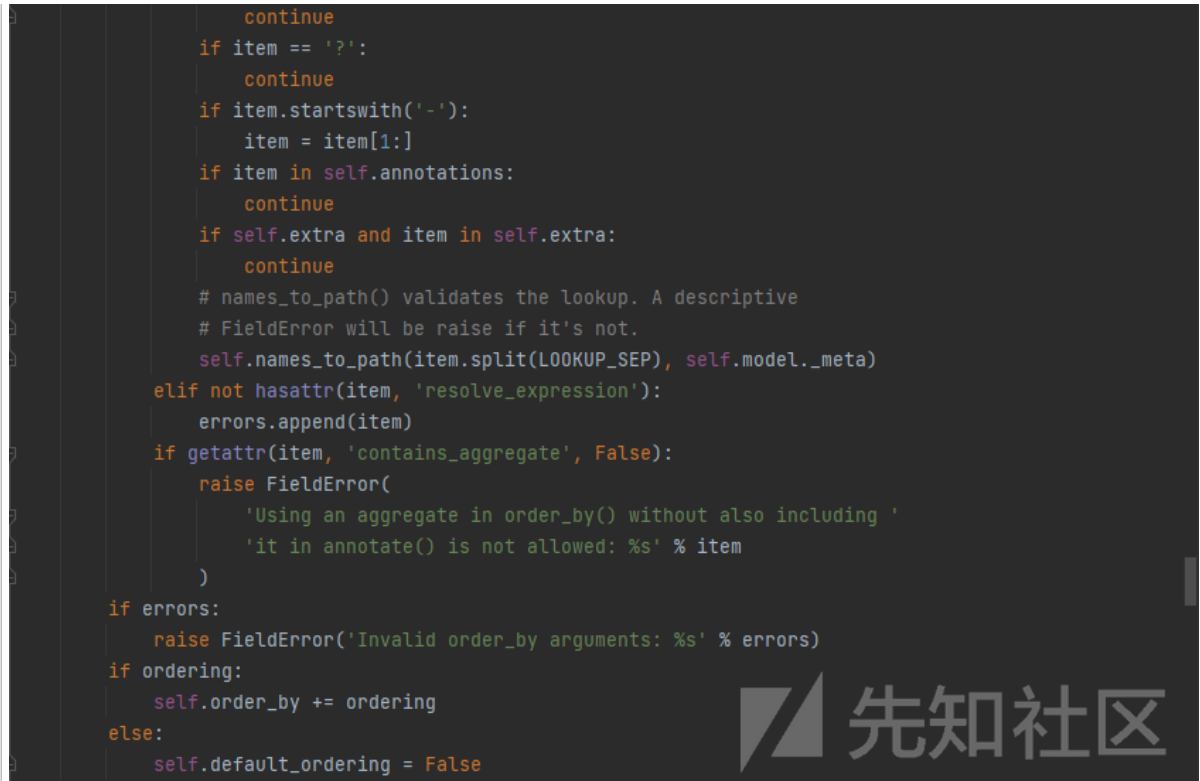 continue
if item == '?':
continue
if item.startswith('-'):
item = item[1:]
if item in self.annotations:
continue
if self.extra and item in self.extra:
continue
# names_to_path() validates the lookup. A descriptive
# FieldError will be raise if it's not.
self.names_to_path(item.split(LOOKUP_SEP), self.model._meta)
elif not hasattr(item, 'resolve_expression'):
errors.append(item)
if getattr(item, 'contains_aggregate', False):
raise FieldError(
'Using an aggregate in order_by() without also including '
'it in annotate() is not allowed: %s' % item
)
if errors:
raise FieldError('Invalid order_by arguments: %s' % errors)
if ordering:
self.order_by += ordering
else:
self.default_ordering = False
先知社区